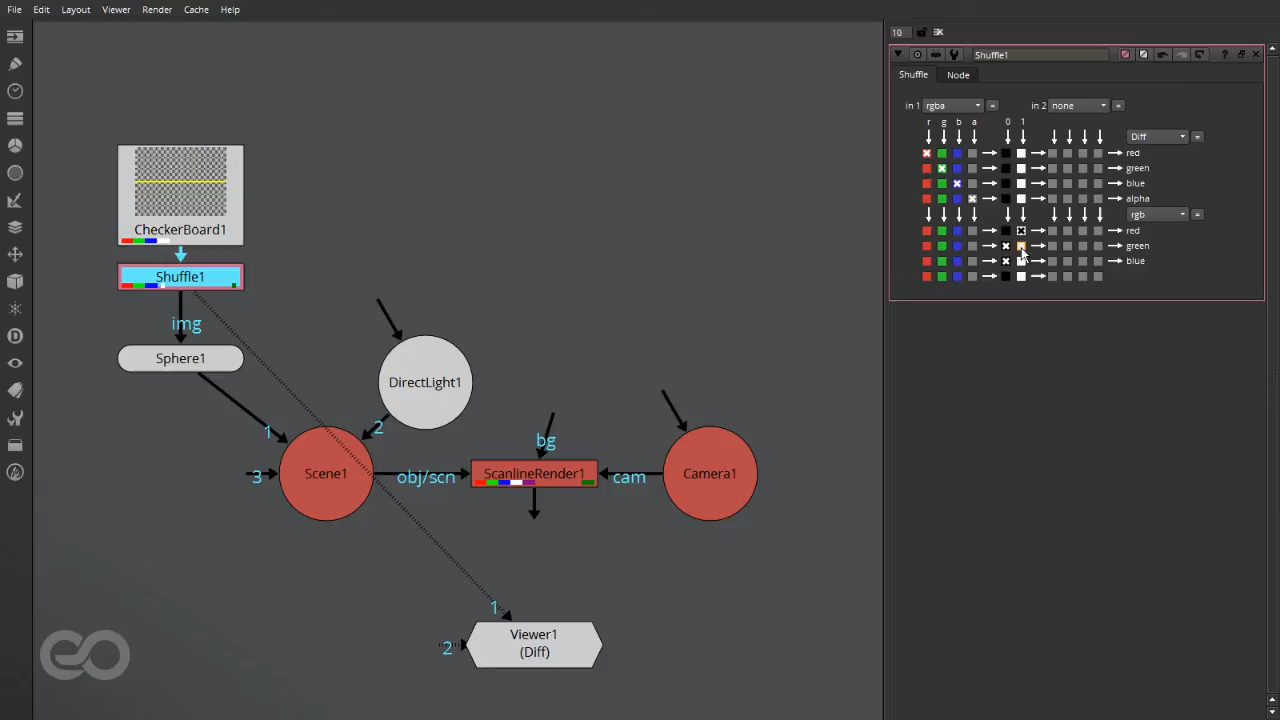 File Edit Layout Viewer Render Cache Help
10
Shuffle1
?
Shuffle Node
in 1 rgba = in 2 none =
r g b a 0 1
Diff =
red
green
blue
alpha
rgb =
red
green
blue
CheckerBoard1
Shuffle1
img
Sphere1
DirectLight1
1
2
3
Scene1
obj/scn
bg
ScanlineRender1
cam
Camera1
1
2
Viewer1
(Diff)
eo